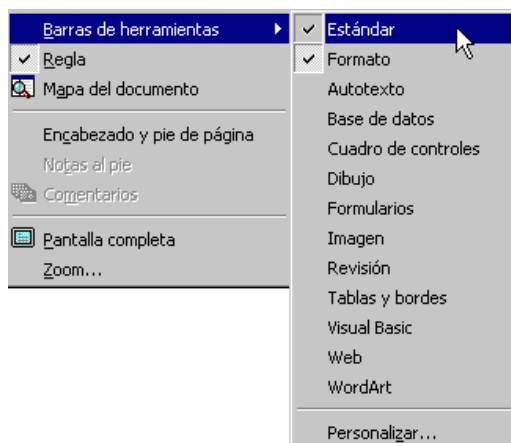 Barras de herramientas
Regla
Mapa del documento
Encabezado y pie de página
Notas al pie
Comentarios
Pantalla completa
Zoom...
Estándar
Formato
Autotexto
Base de datos
Cuadro de controles
Dibujo
Formularios
Imagen
Revisión
Tablas y bordes
Visual Basic
Web
WordArt
Personalizar...